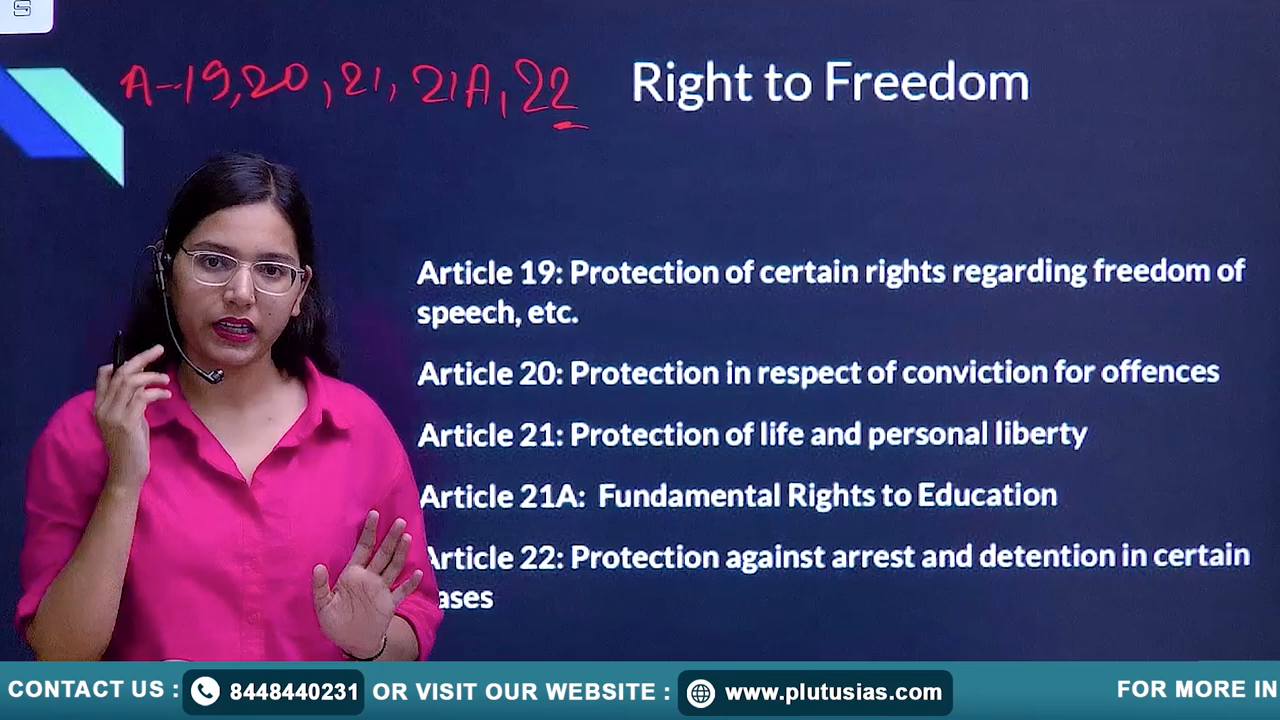 A-19,20,21,21A,22
Right to Freedom
Article 19: Protection of certain rights regarding freedom of
speech, etc.
Article 20: Protection in respect of conviction for offences
Article 21: Protection of life and personal liberty
Article 21A: Fundamental Rights to Education
Article 22: Protection against arrest and detention in certain
ases
CONTACT US : 8448440231 OR VISIT OUR WEBSITE : www.plutusias.com FOR MORE IN